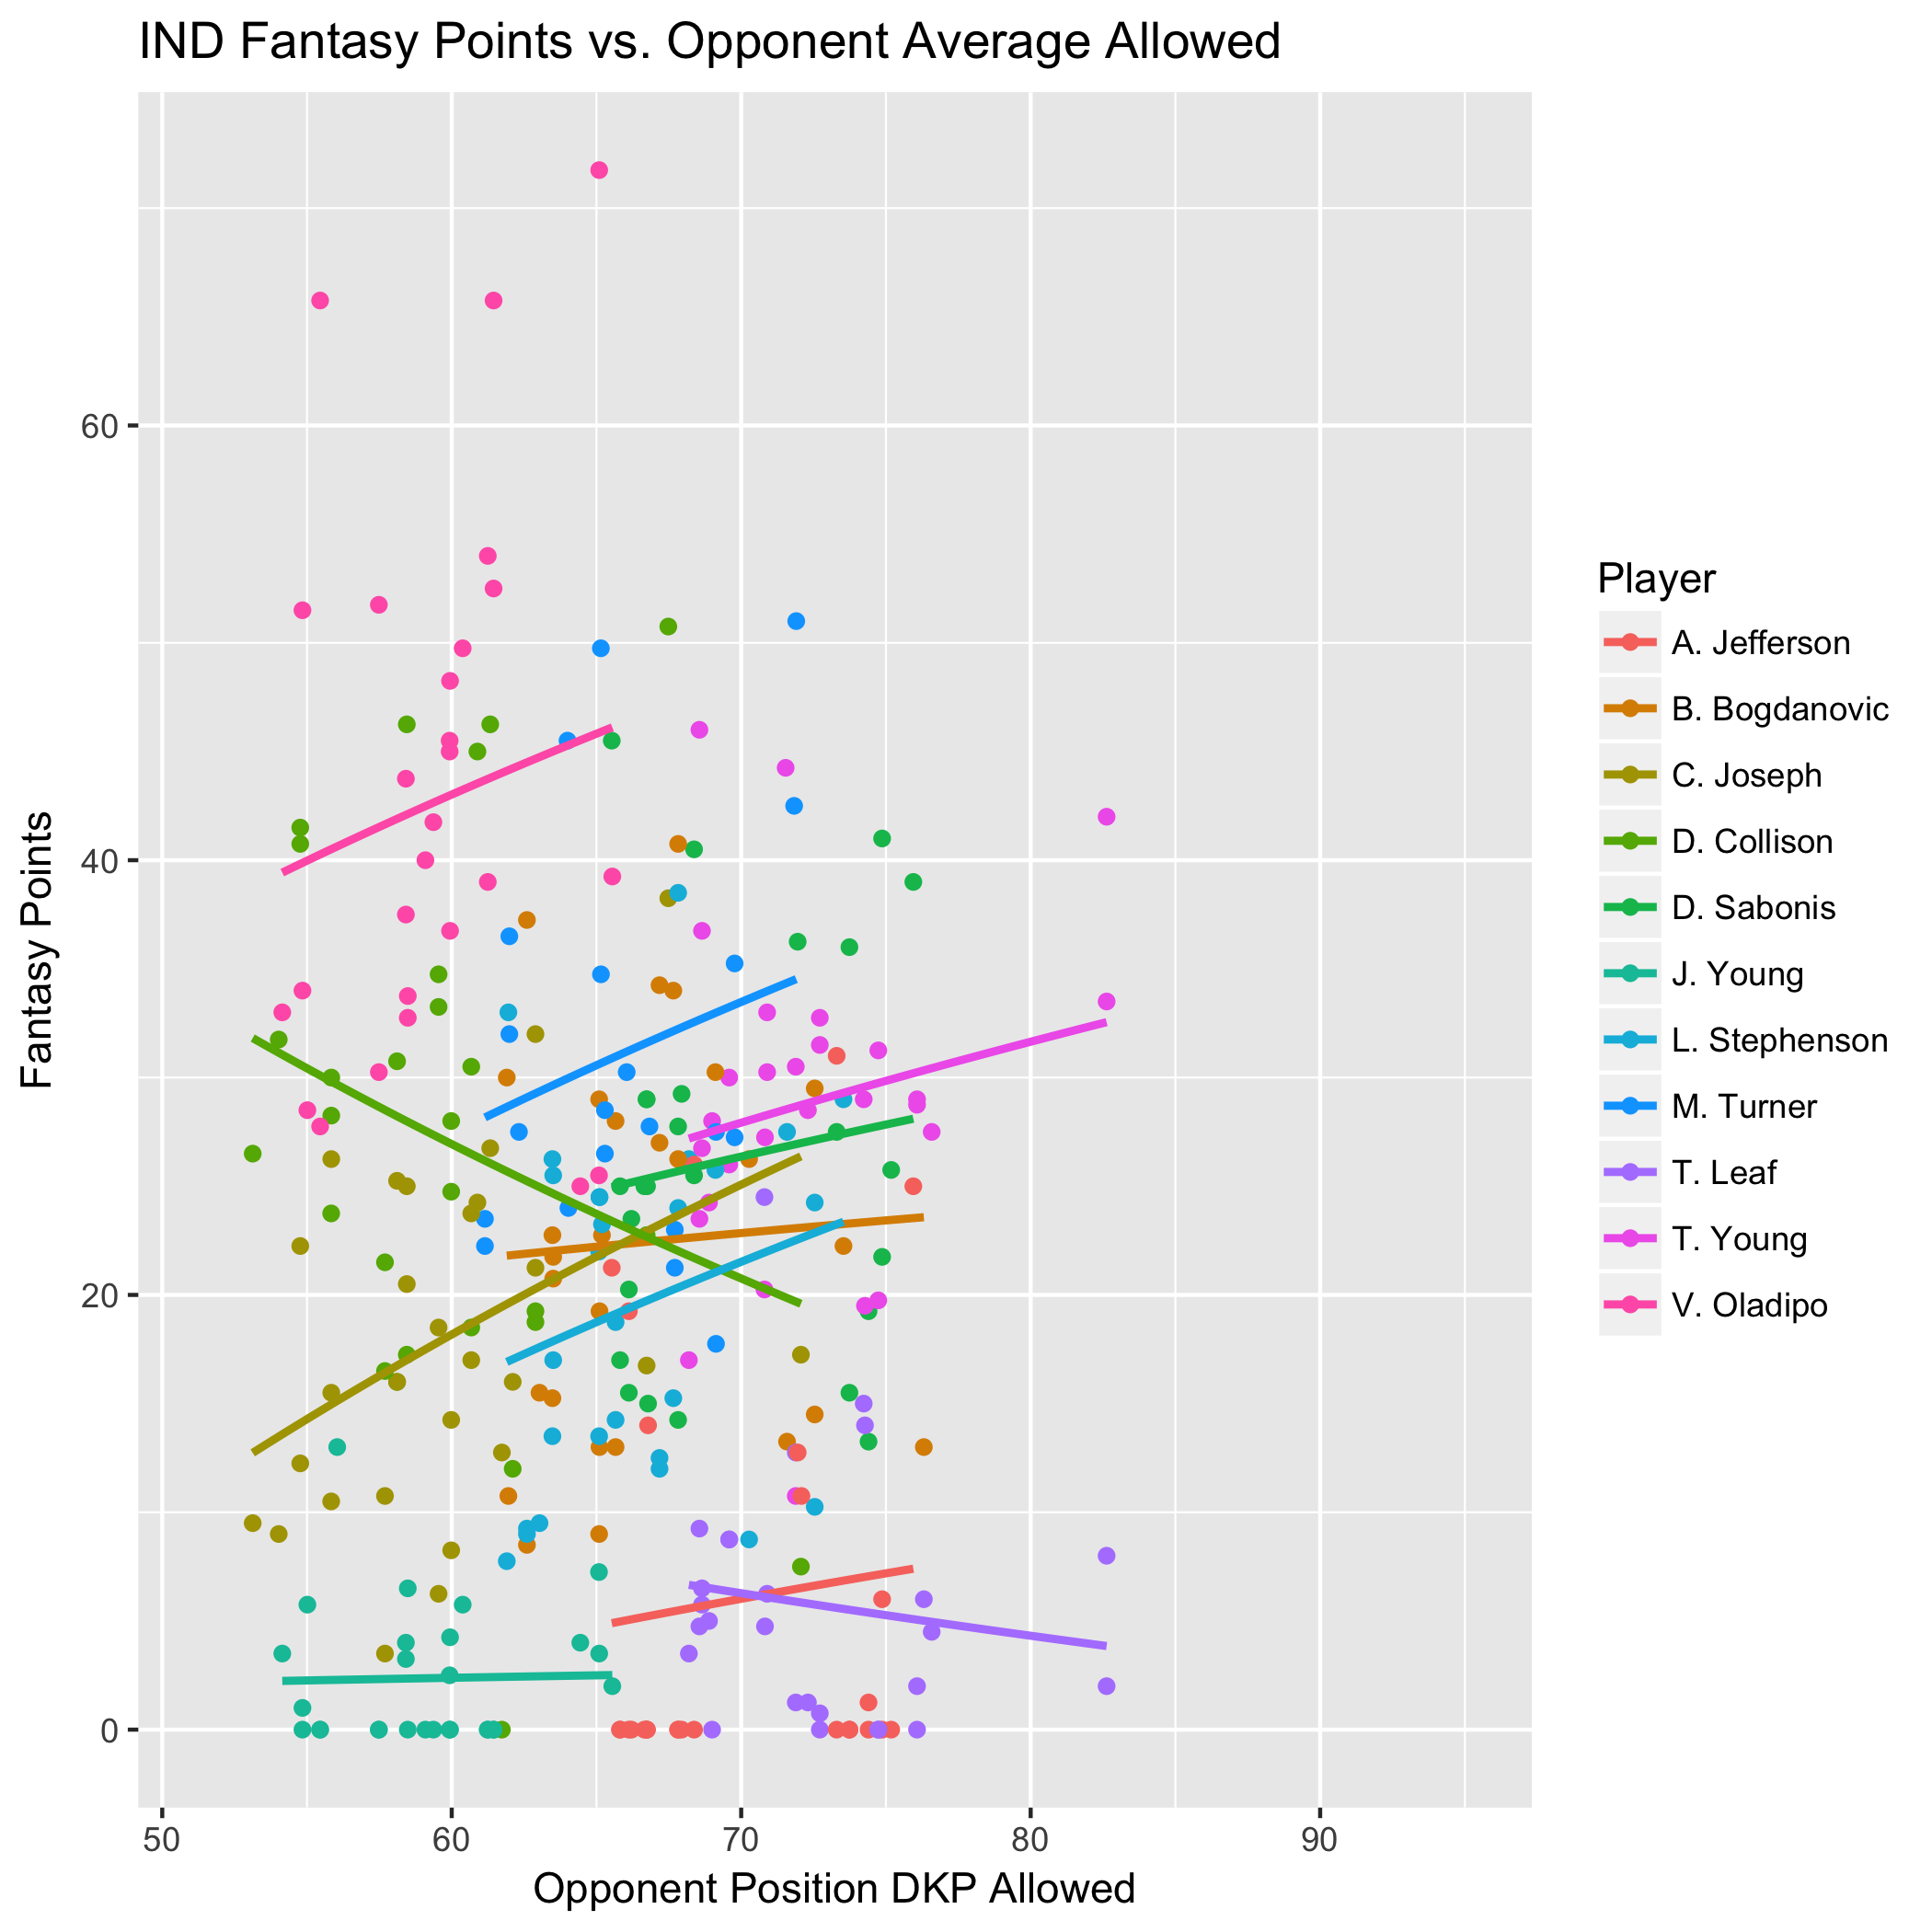 IND Fantasy Points vs. Opponent Average Allowed
Fantasy Points
60
40
20
0
50 60 70 80 90
Opponent Position DKP Allowed
Player
A. Jefferson
B. Bogdanovic
C. Joseph
D. Collison
D. Sabonis
J. Young
L. Stephenson
M. Turner
T. Leaf
T. Young
V. Oladipo